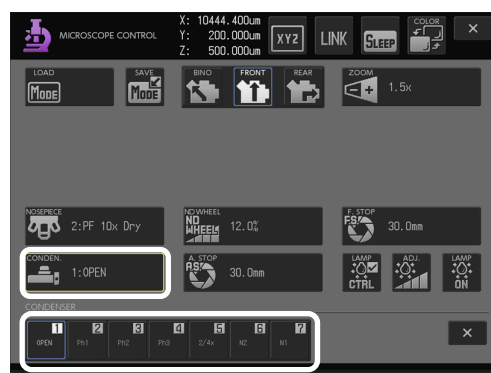 MICROSCOPE CONTROL
X: 10444.400um
Y: 200.000um
Z: 500.000um
XYZ
LINK
SLEEP
COLOR
×
LOAD
MODE
SAVE
MODE
BINO
FRONT
REAR
ZOOM
1.5x
NOSEPIECE
2:PF 10x Dry
ND WHEEL
ND
WHEEL
12.0%
F. STOP
F.S.
30.0mm
CONDEN.
1:OPEN
A. STOP
A.S.
30.0mm
LAMP
CTRL
ADJ.
LAMP
ON
CONDENSER
1 2 3 4 5 6 7
OPEN Ph1 Ph2 Ph3 2/4x N2 N1
×